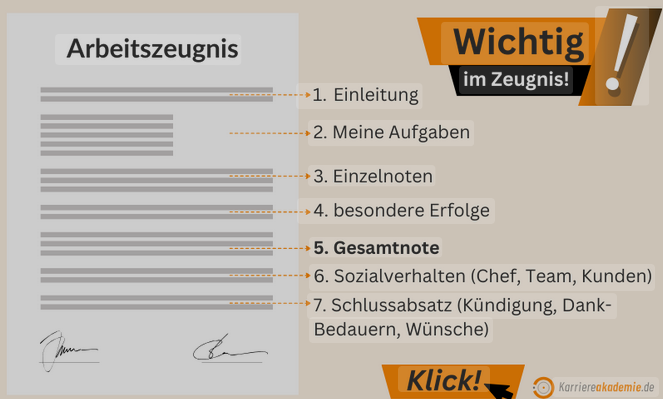 Arbeitszeugnis
Wichtig
im Zeugnis!
1. Einleitung
2. Meine Aufgaben
3. Einzelnoten
4. besondere Erfolge
5. Gesamtnote
6. Sozialverhalten (Chef, Team, Kunden)
7. Schlussabsatz (Kündigung, Dank-
Bedauern, Wünsche)
Klick!
Karriereakademie.de